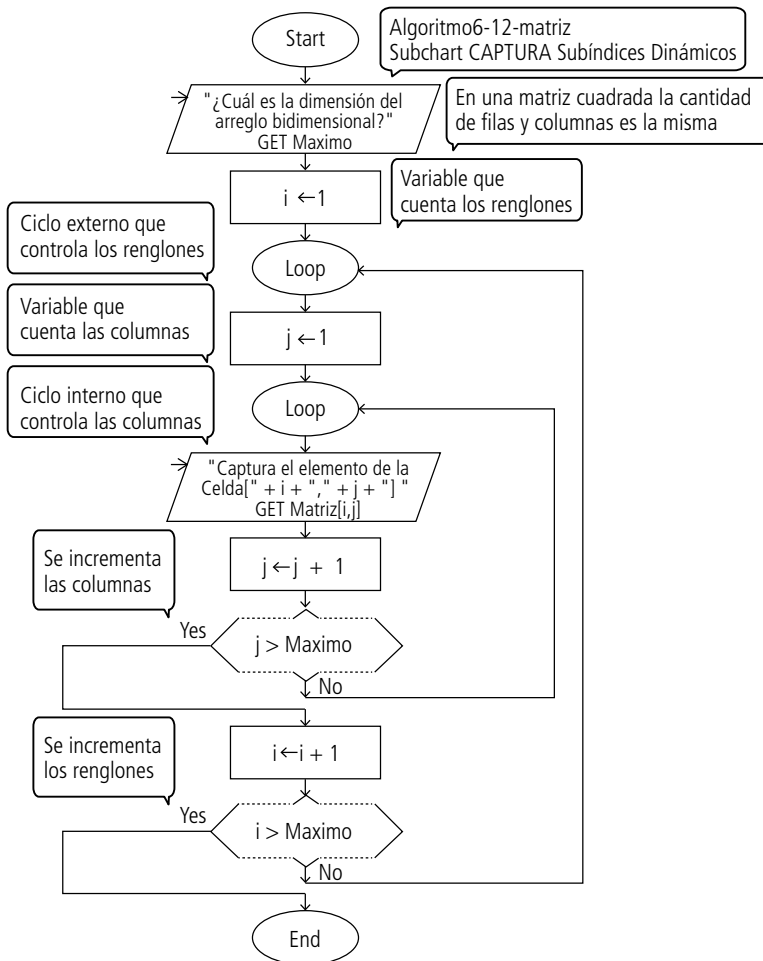 Start
Algoritmo6-12-matriz
Subchart CAPTURA Subíndices Dinámicos
"¿Cuál es la dimensión del
arreglo bidimensional?"
GET Maximo
En una matriz cuadrada la cantidad
de filas y columnas es la misma
i ←1
Variable que
cuenta los renglones
Ciclo externo que
controla los renglones
Loop
Variable que
cuenta las columnas
j ←1
Ciclo interno que
controla las columnas
Loop
"Captura el elemento de la
Celda[" + i + "," + j + "] "
GET Matriz[i,j]
Se incrementa
las columnas
j ←j + 1
Yes
j > Maximo
No
Se incrementa
los renglones
i ←i + 1
Yes
i > Maximo
No
End